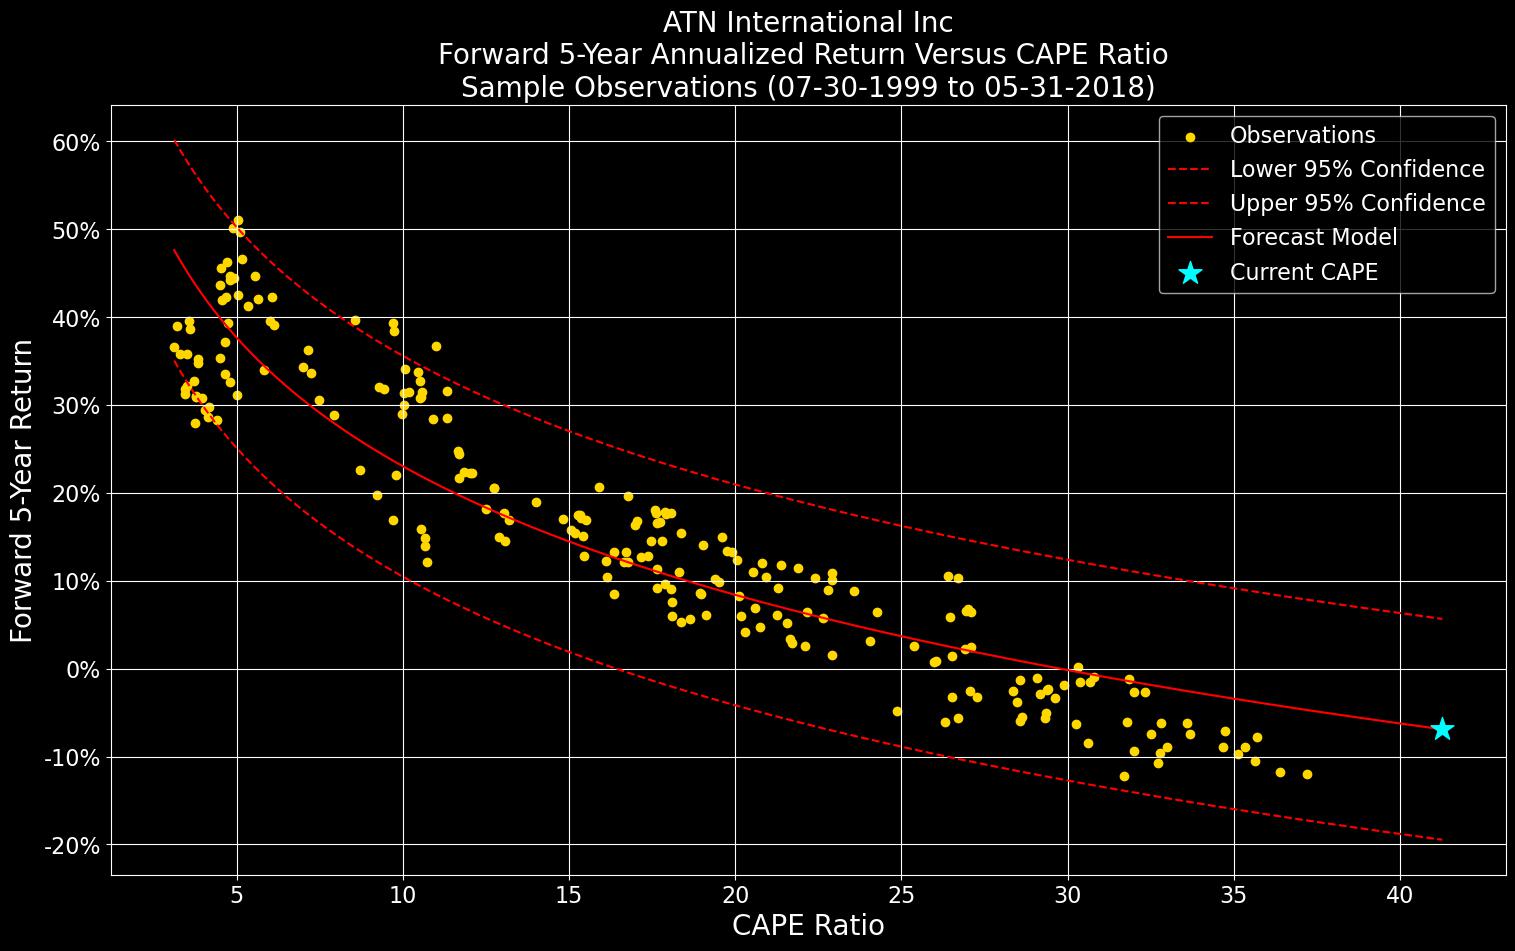 ATN International Inc
Forward 5-Year Annualized Return Versus CAPE Ratio
Sample Observations (07-30-1999 to 05-31-2018)
Observations
Lower 95% Confidence
Upper 95% Confidence
Forecast Model
Current CAPE
Forward 5-Year Return
60%
50%
40%
30%
20%
10%
0%
-10%
-20%
5 10 15 20 25 30 35 40
CAPE Ratio